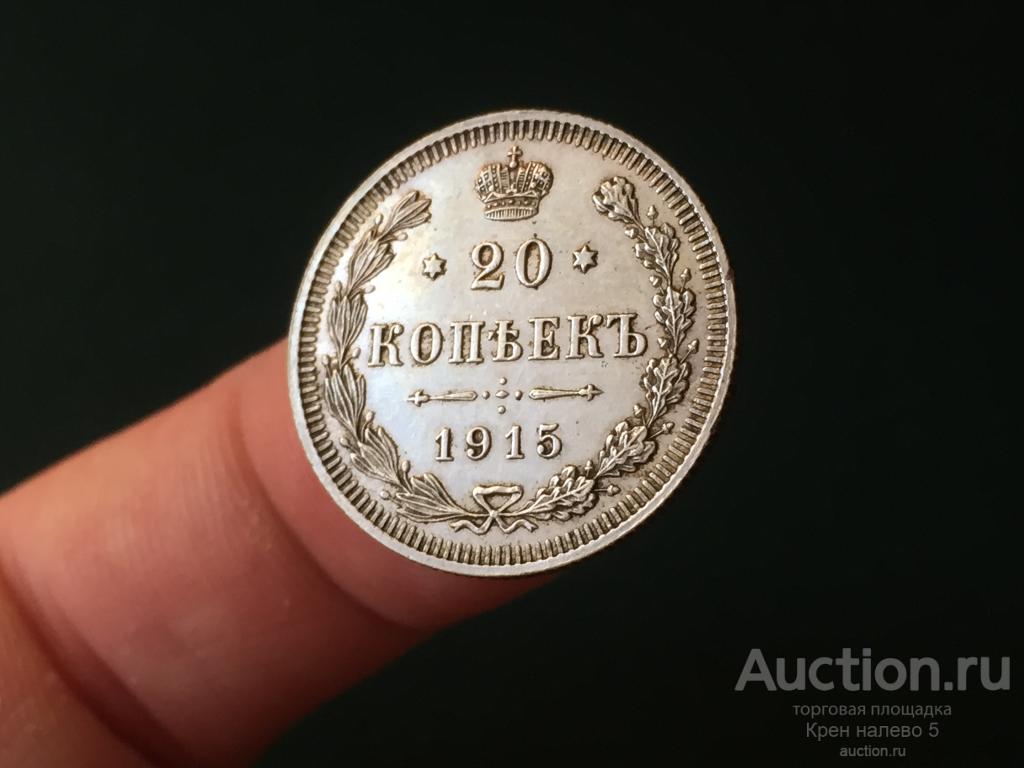 20
КОПѢЕКЪ
1915
Auction.ru
торговая площадка
Крен налево 5
auction.ru